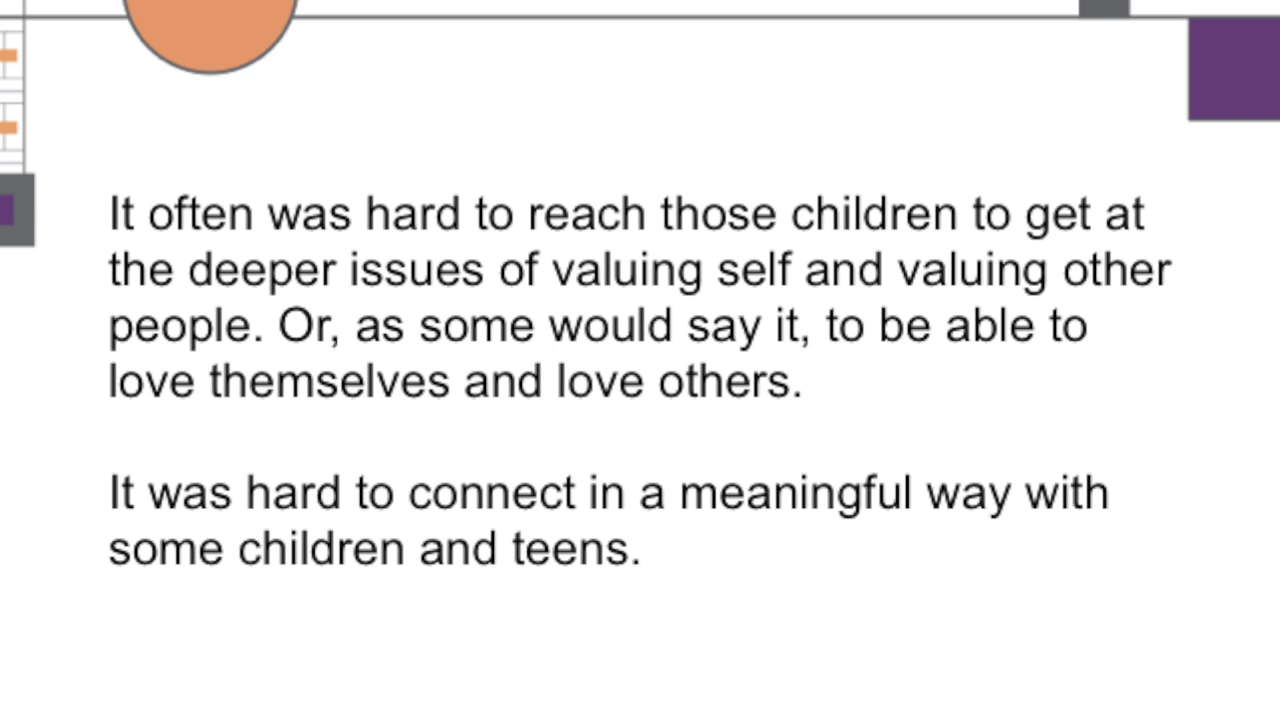 It often was hard to reach those children to get at
the deeper issues of valuing self and valuing other
people. Or, as some would say it, to be able to
love themselves and love others.
It was hard to connect in a meaningful way with
some children and teens.